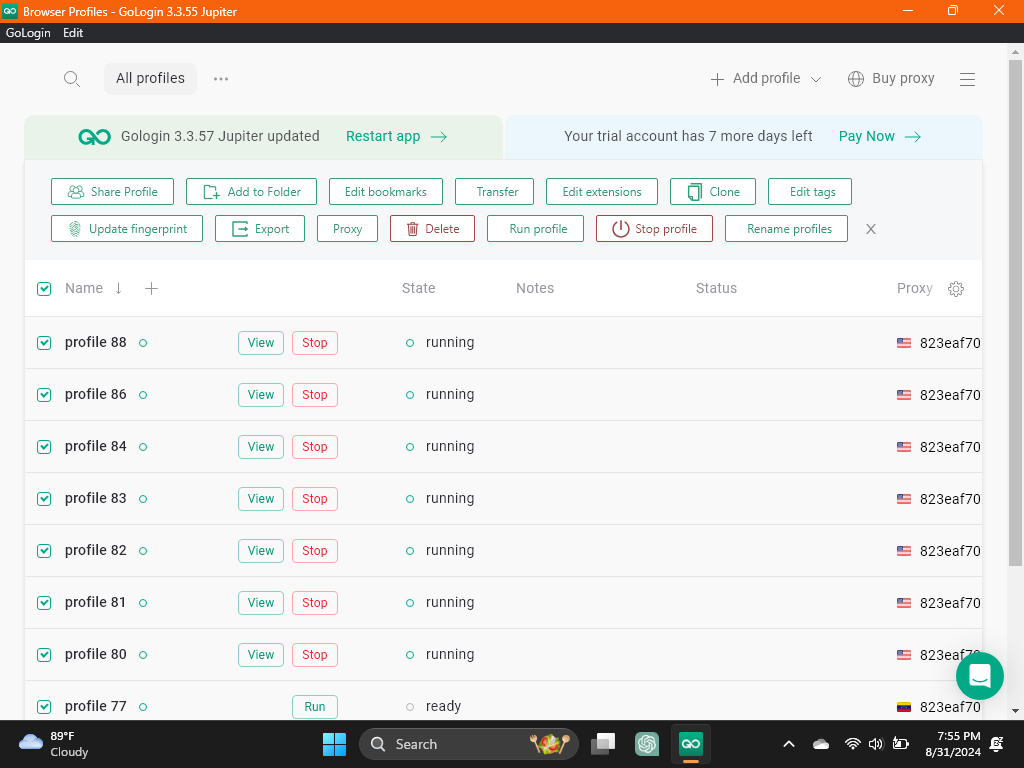 Browser Profiles - GoLogin 3.3.55 Jupiter
GoLogin Edit
All profiles ··· Add profile Buy proxy
Gologin 3.3.57 Jupiter updated Restart app → Your trial account has 7 more days left Pay Now →
Share Profile Add to Folder Edit bookmarks Transfer Edit extensions Clone Edit tags
Update fingerprint Export Proxy Delete Run profile Stop profile Rename profiles X
Name ↓ + State Notes Status Proxy
profile 88 View Stop running 823eaf70
profile 86 View Stop running 823eaf70
profile 84 View Stop running 823eaf70
profile 83 View Stop running 823eaf70
profile 82 View Stop running 823eaf70
profile 81 View Stop running 823eaf70
profile 80 View Stop running 823eaf70
profile 77 Run ready 823eaf70
89°F
Cloudy
Search
7:55 PM
8/31/2024